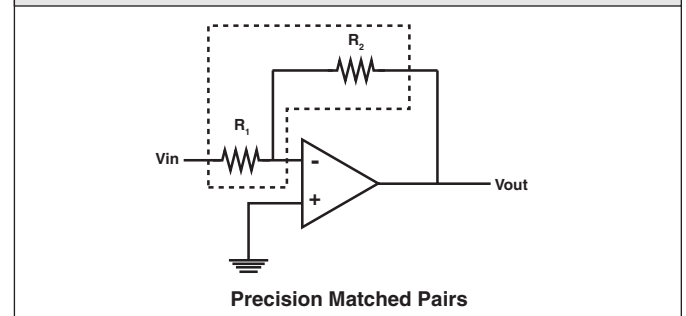 R2
R1
Vin
-
+
Vout
Precision Matched Pairs